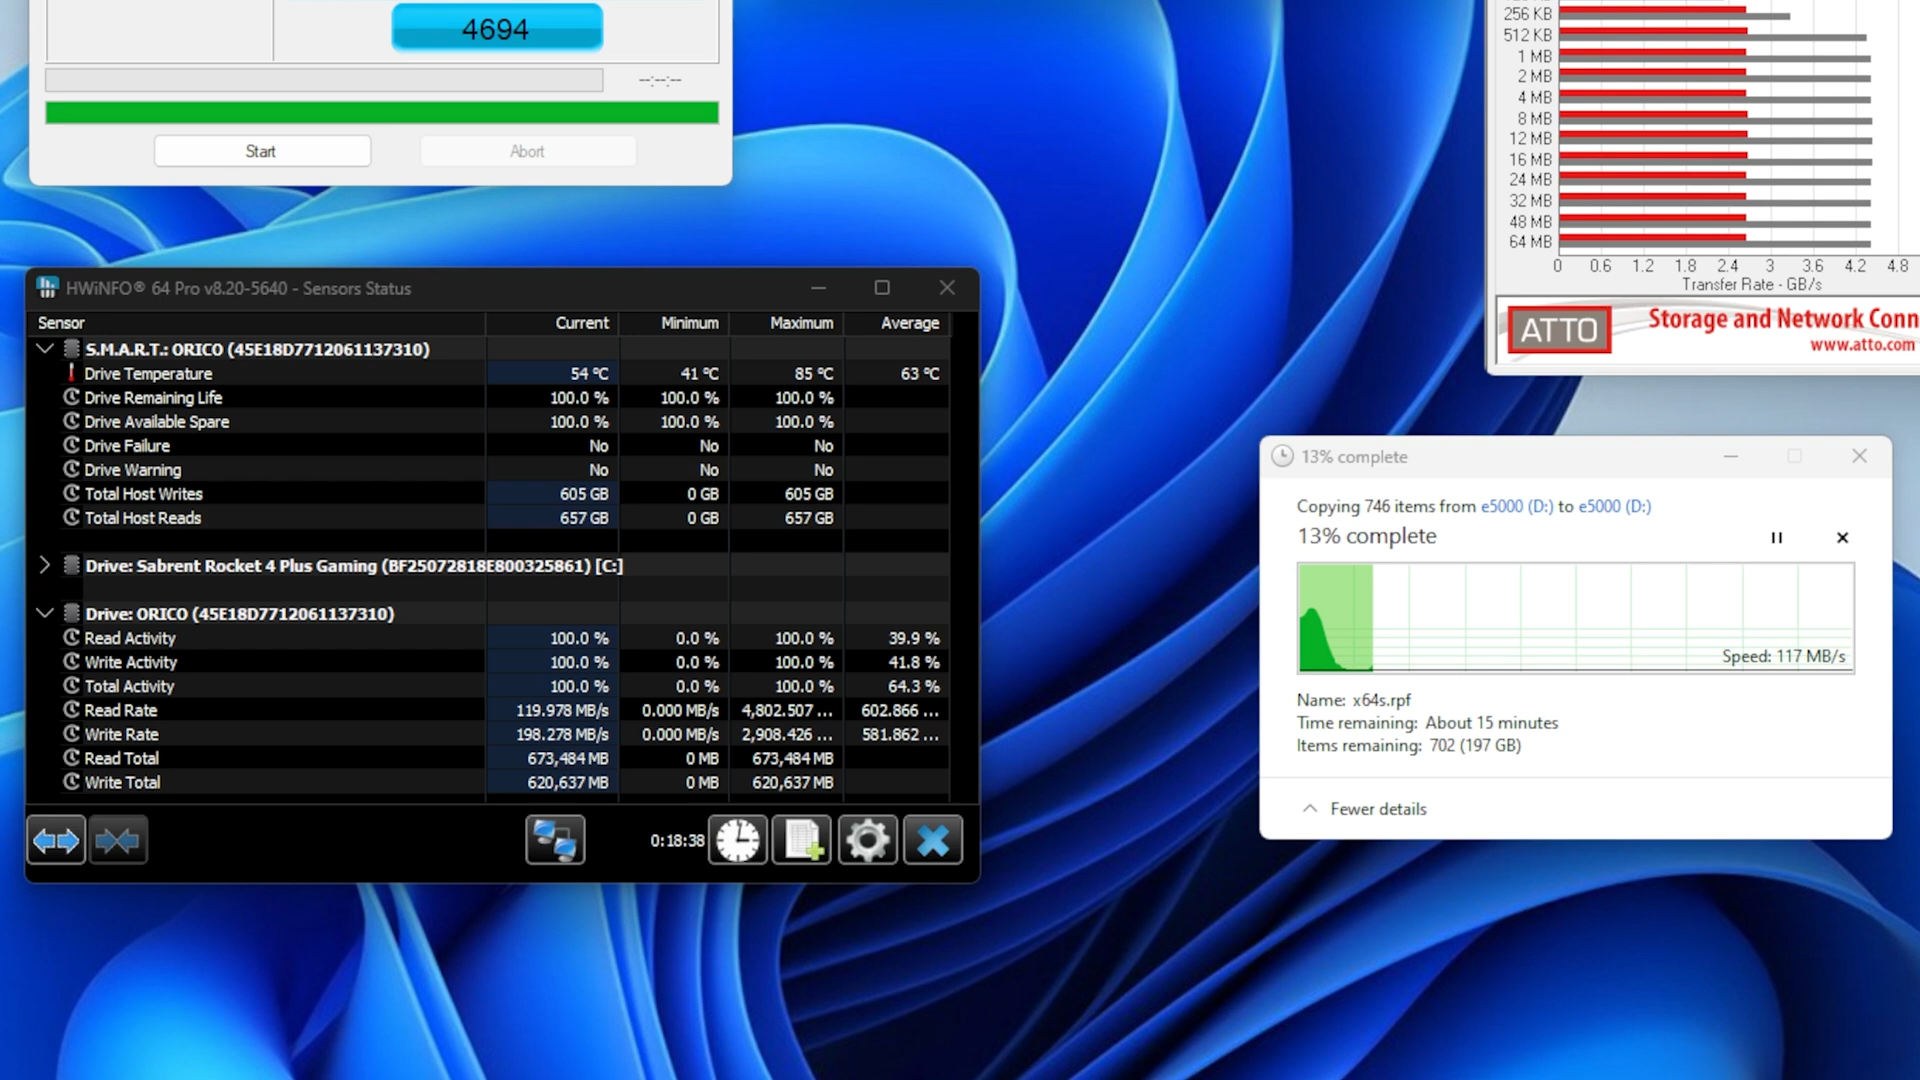 4694
--:--:--
Start
Abort
256 KB
512 KB
1 MB
2 MB
4 MB
8 MB
12 MB
16 MB
24 MB
32 MB
48 MB
64 MB
0 0.6 1.2 1.8 2.4 3 3.6 4.2 4.8
Transfer Rate - GB/s
ATTO
Storage and Network Conn
www.atto.com
HWiNFO® 64 Pro v8.20-5640 - Sensors Status
Sensor Current Minimum Maximum Average
S.M.A.R.T.: ORICO (45E18D7712061137310)
Drive Temperature 54 °C 41 °C 85 °C 63 °C
Drive Remaining Life 100.0 % 100.0 % 100.0 %
Drive Available Spare 100.0 % 100.0 % 100.0 %
Drive Failure No No No
Drive Warning No No No
Total Host Writes 605 GB 0 GB 605 GB
Total Host Reads 657 GB 0 GB 657 GB
Drive: Sabrent Rocket 4 Plus Gaming (BF25072818E800325861) [C:]
Drive: ORICO (45E18D7712061137310)
Read Activity 100.0 % 0.0 % 100.0 % 39.9 %
Write Activity 100.0 % 0.0 % 100.0 % 41.8 %
Total Activity 100.0 % 0.0 % 100.0 % 64.3 %
Read Rate 119.978 MB/s 0.000 MB/s 4,802.507 ... 602.866 ...
Write Rate 198.278 MB/s 0.000 MB/s 2,908.426 ... 581.862 ...
Read Total 673,484 MB 0 MB 673,484 MB
Write Total 620,637 MB 0 MB 620,637 MB
0:18:38
13% complete
Copying 746 items from e5000 (D:) to e5000 (D:)
13% complete
Speed: 117 MB/s
Name: x64s.rpf
Time remaining: About 15 minutes
Items remaining: 702 (197 GB)
Fewer details